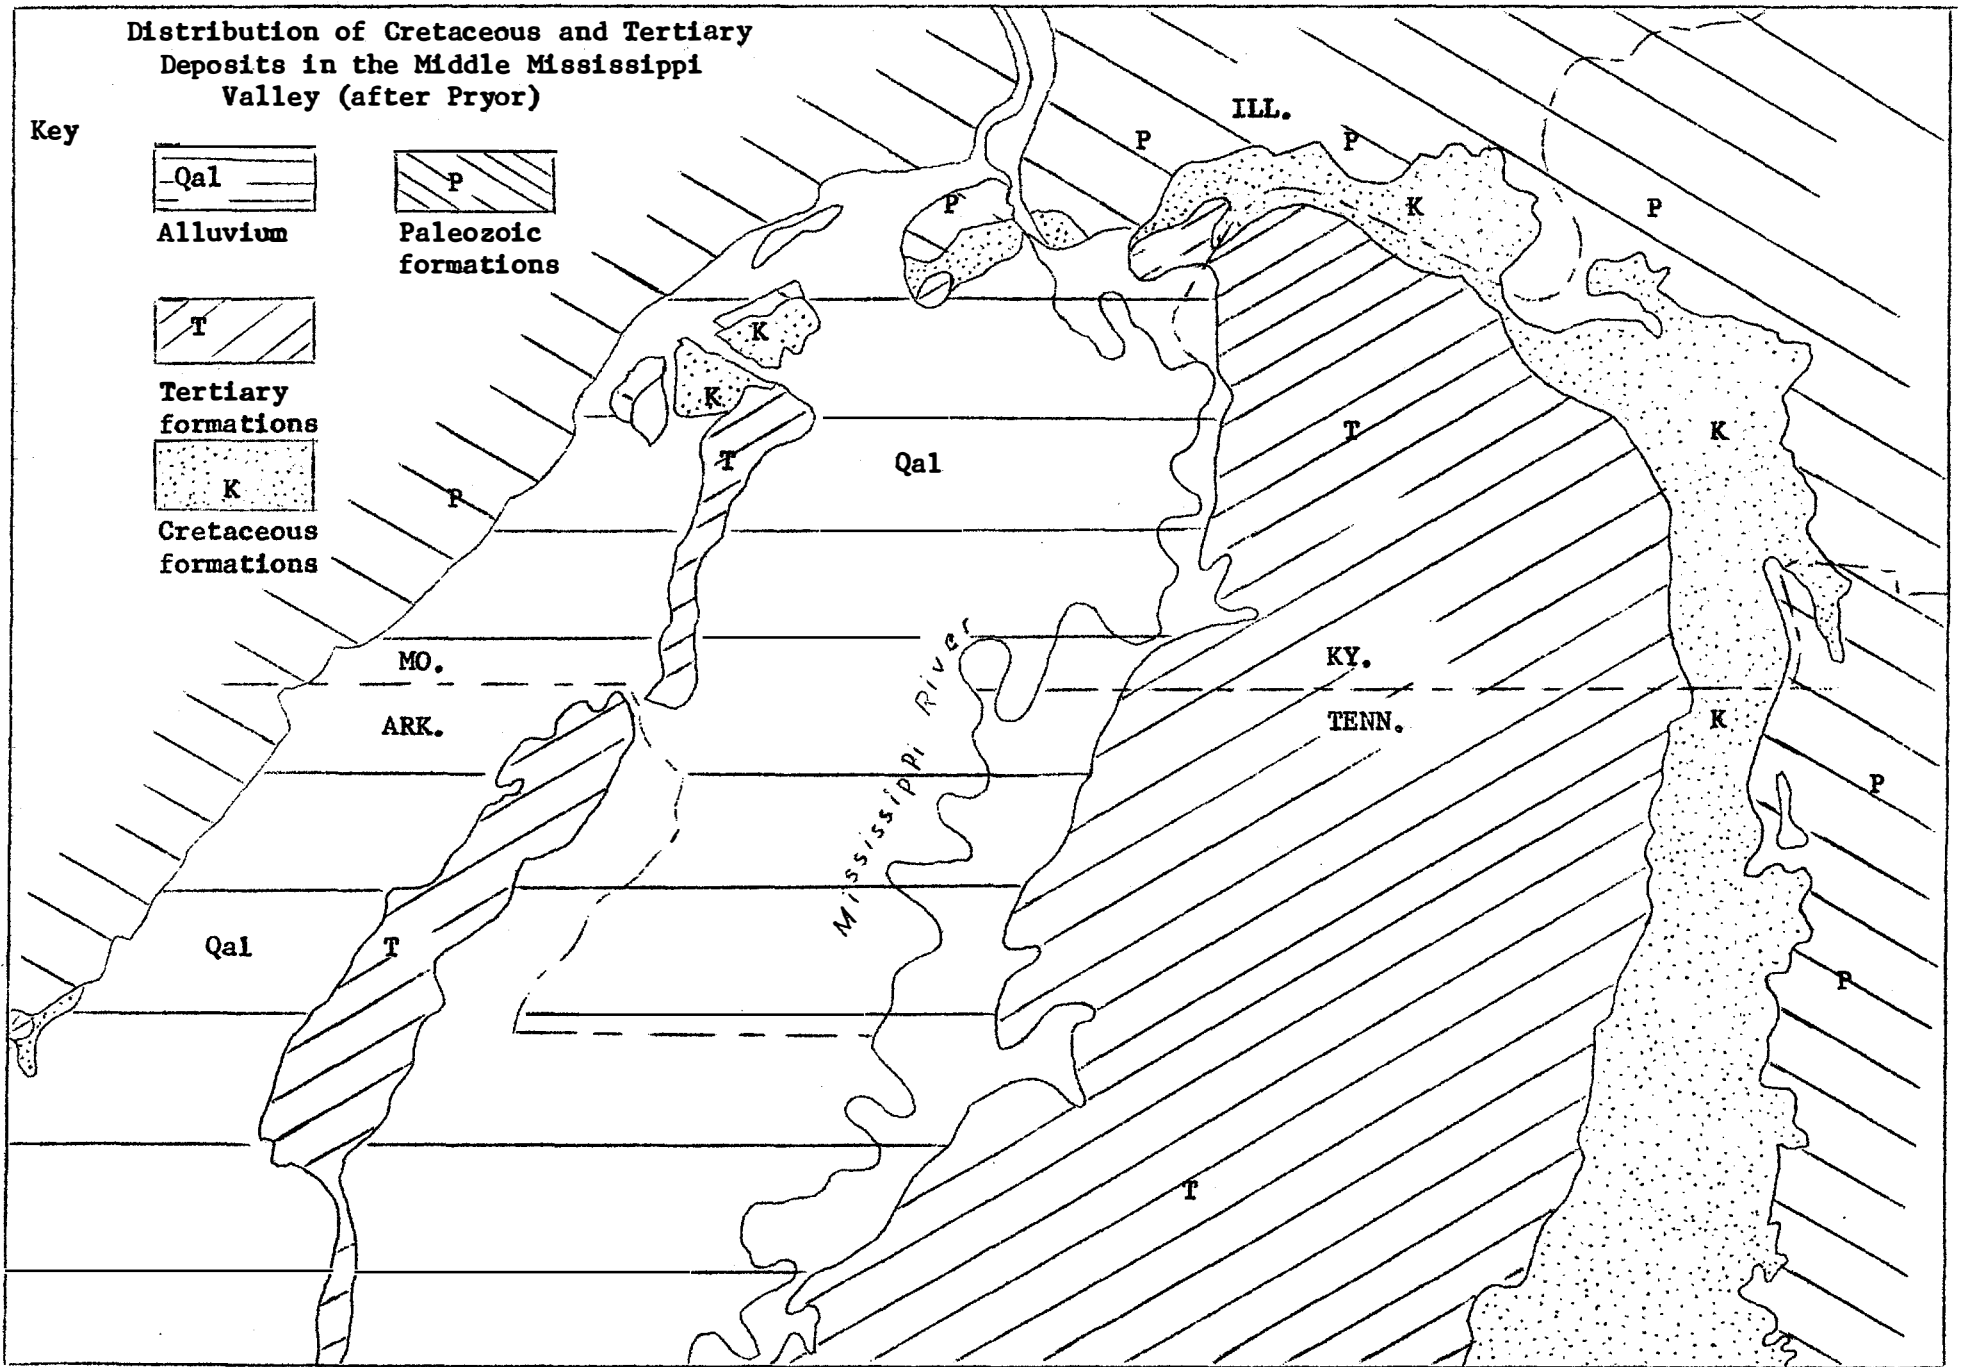 Distribution of Cretaceous and Tertiary
Deposits in the Middle Mississippi
Valley (after Pryor)
Key
Qal
Alluvium
P
Paleozoic
formations
T
Tertiary
formations
K
Cretaceous
formations
ILL.
P
P
P
K
P
K
K
T
Qal
T
K
P
MO.
ARK.
Mississippi River
KY.
TENN.
K
P
Qal
T
P
T